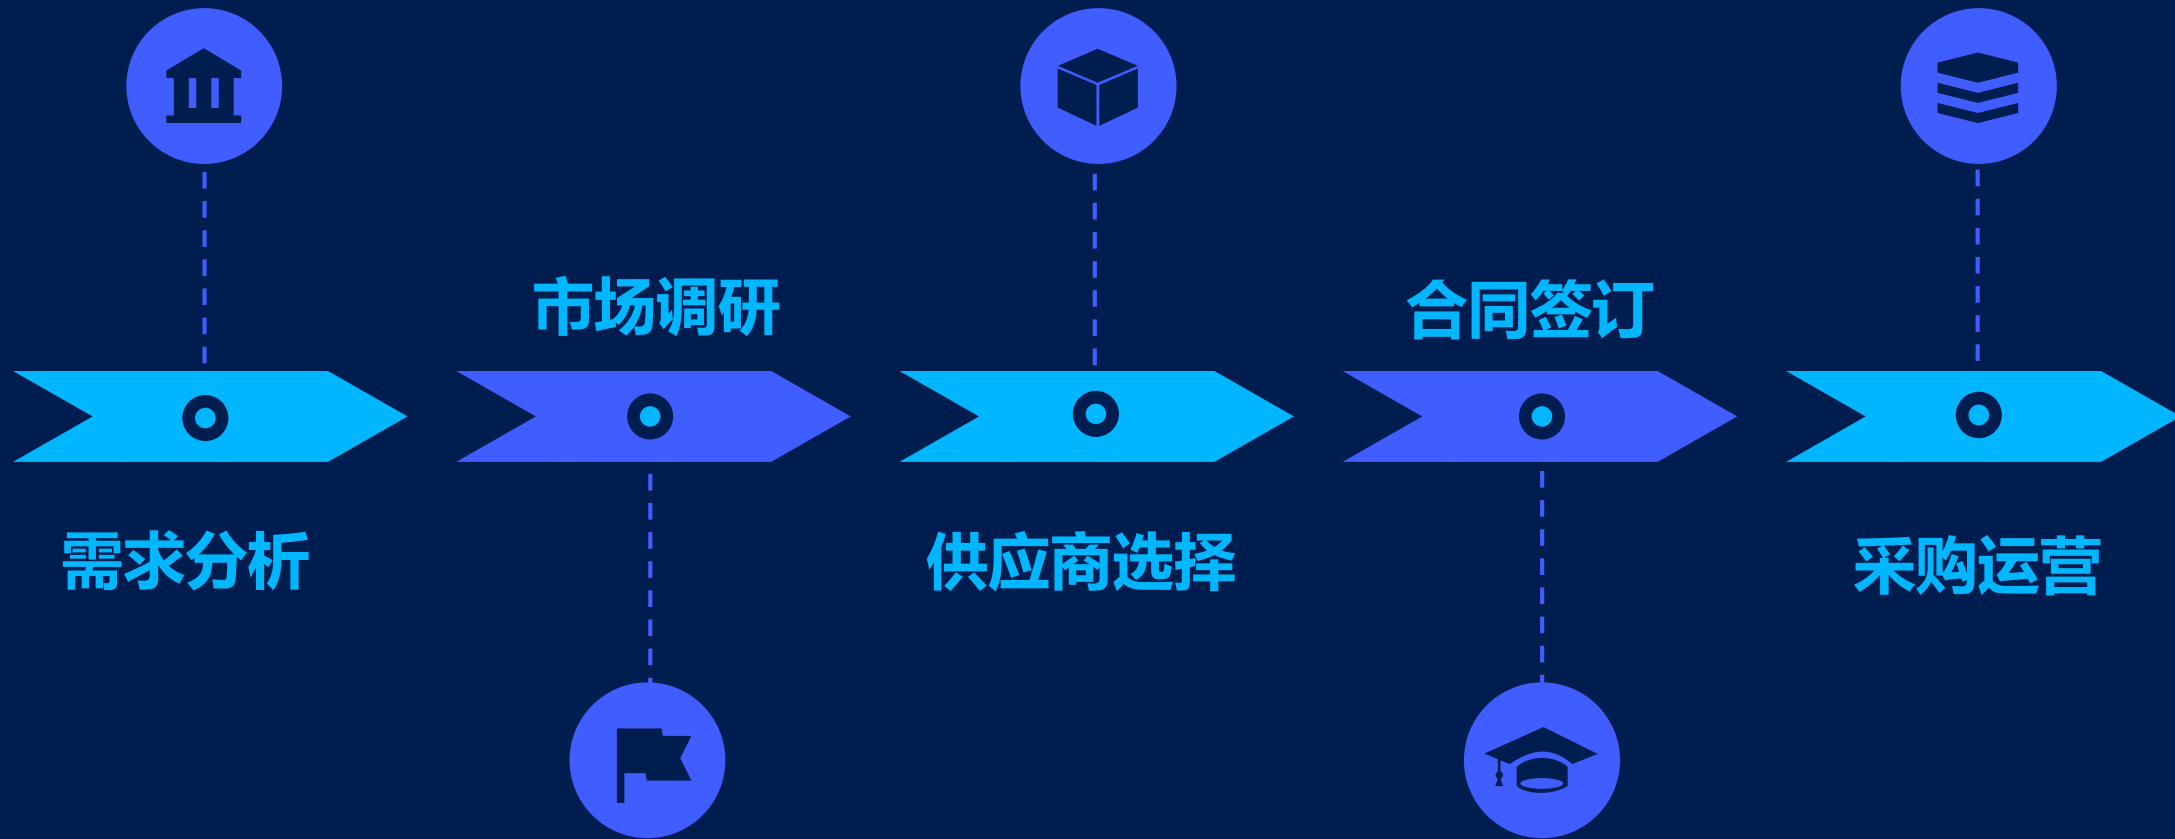 需求分析
市场调研
供应商选择
合同签订
采购运营